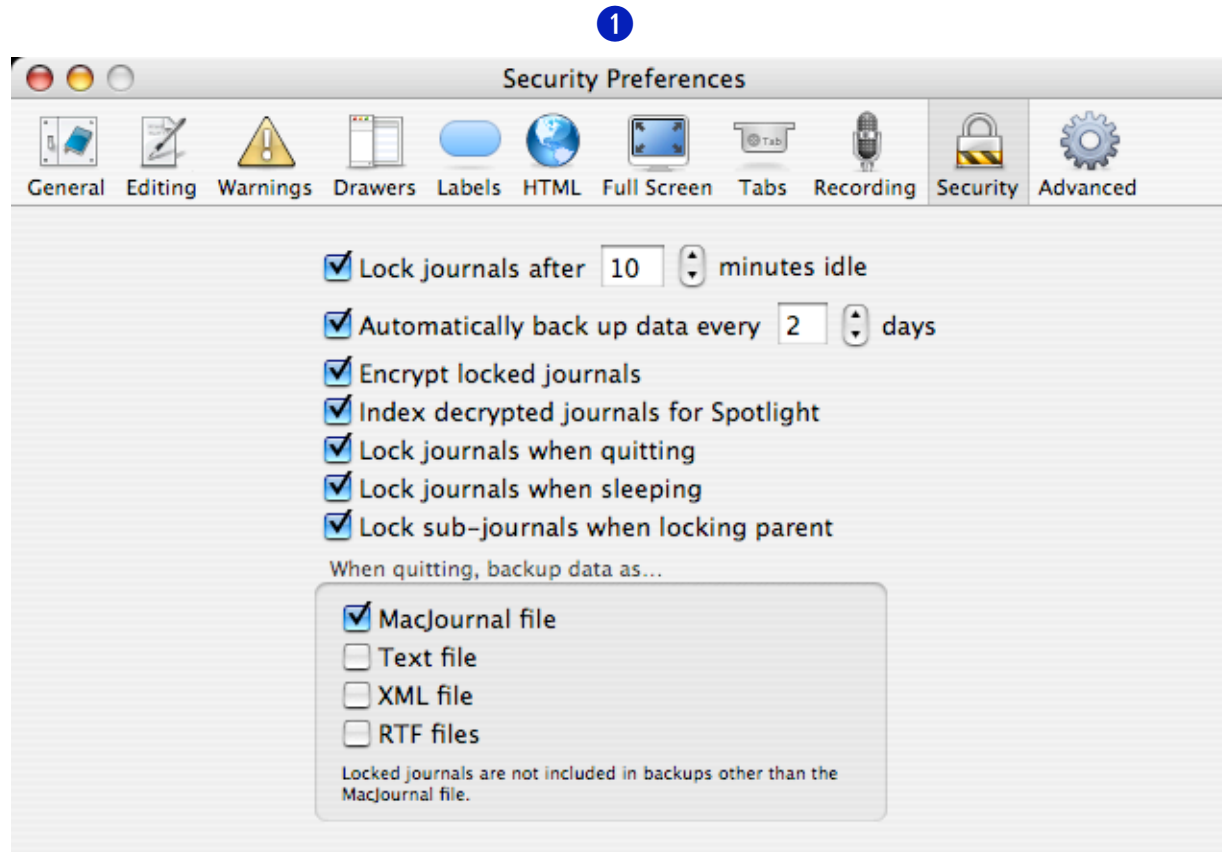 1
Security Preferences
Tab
General Editing Warnings Drawers Labels HTML Full Screen Tabs Recording Security Advanced
Lock journals after 10 minutes idle
Automatically back up data every 2 days
Encrypt locked journals
Index decrypted journals for Spotlight
Lock journals when quitting
Lock journals when sleeping
Lock sub-journals when locking parent
When quitting, backup data as...
MacJournal file
Text file
XML file
RTF files
Locked journals are not included in backups other than the
MacJournal file.